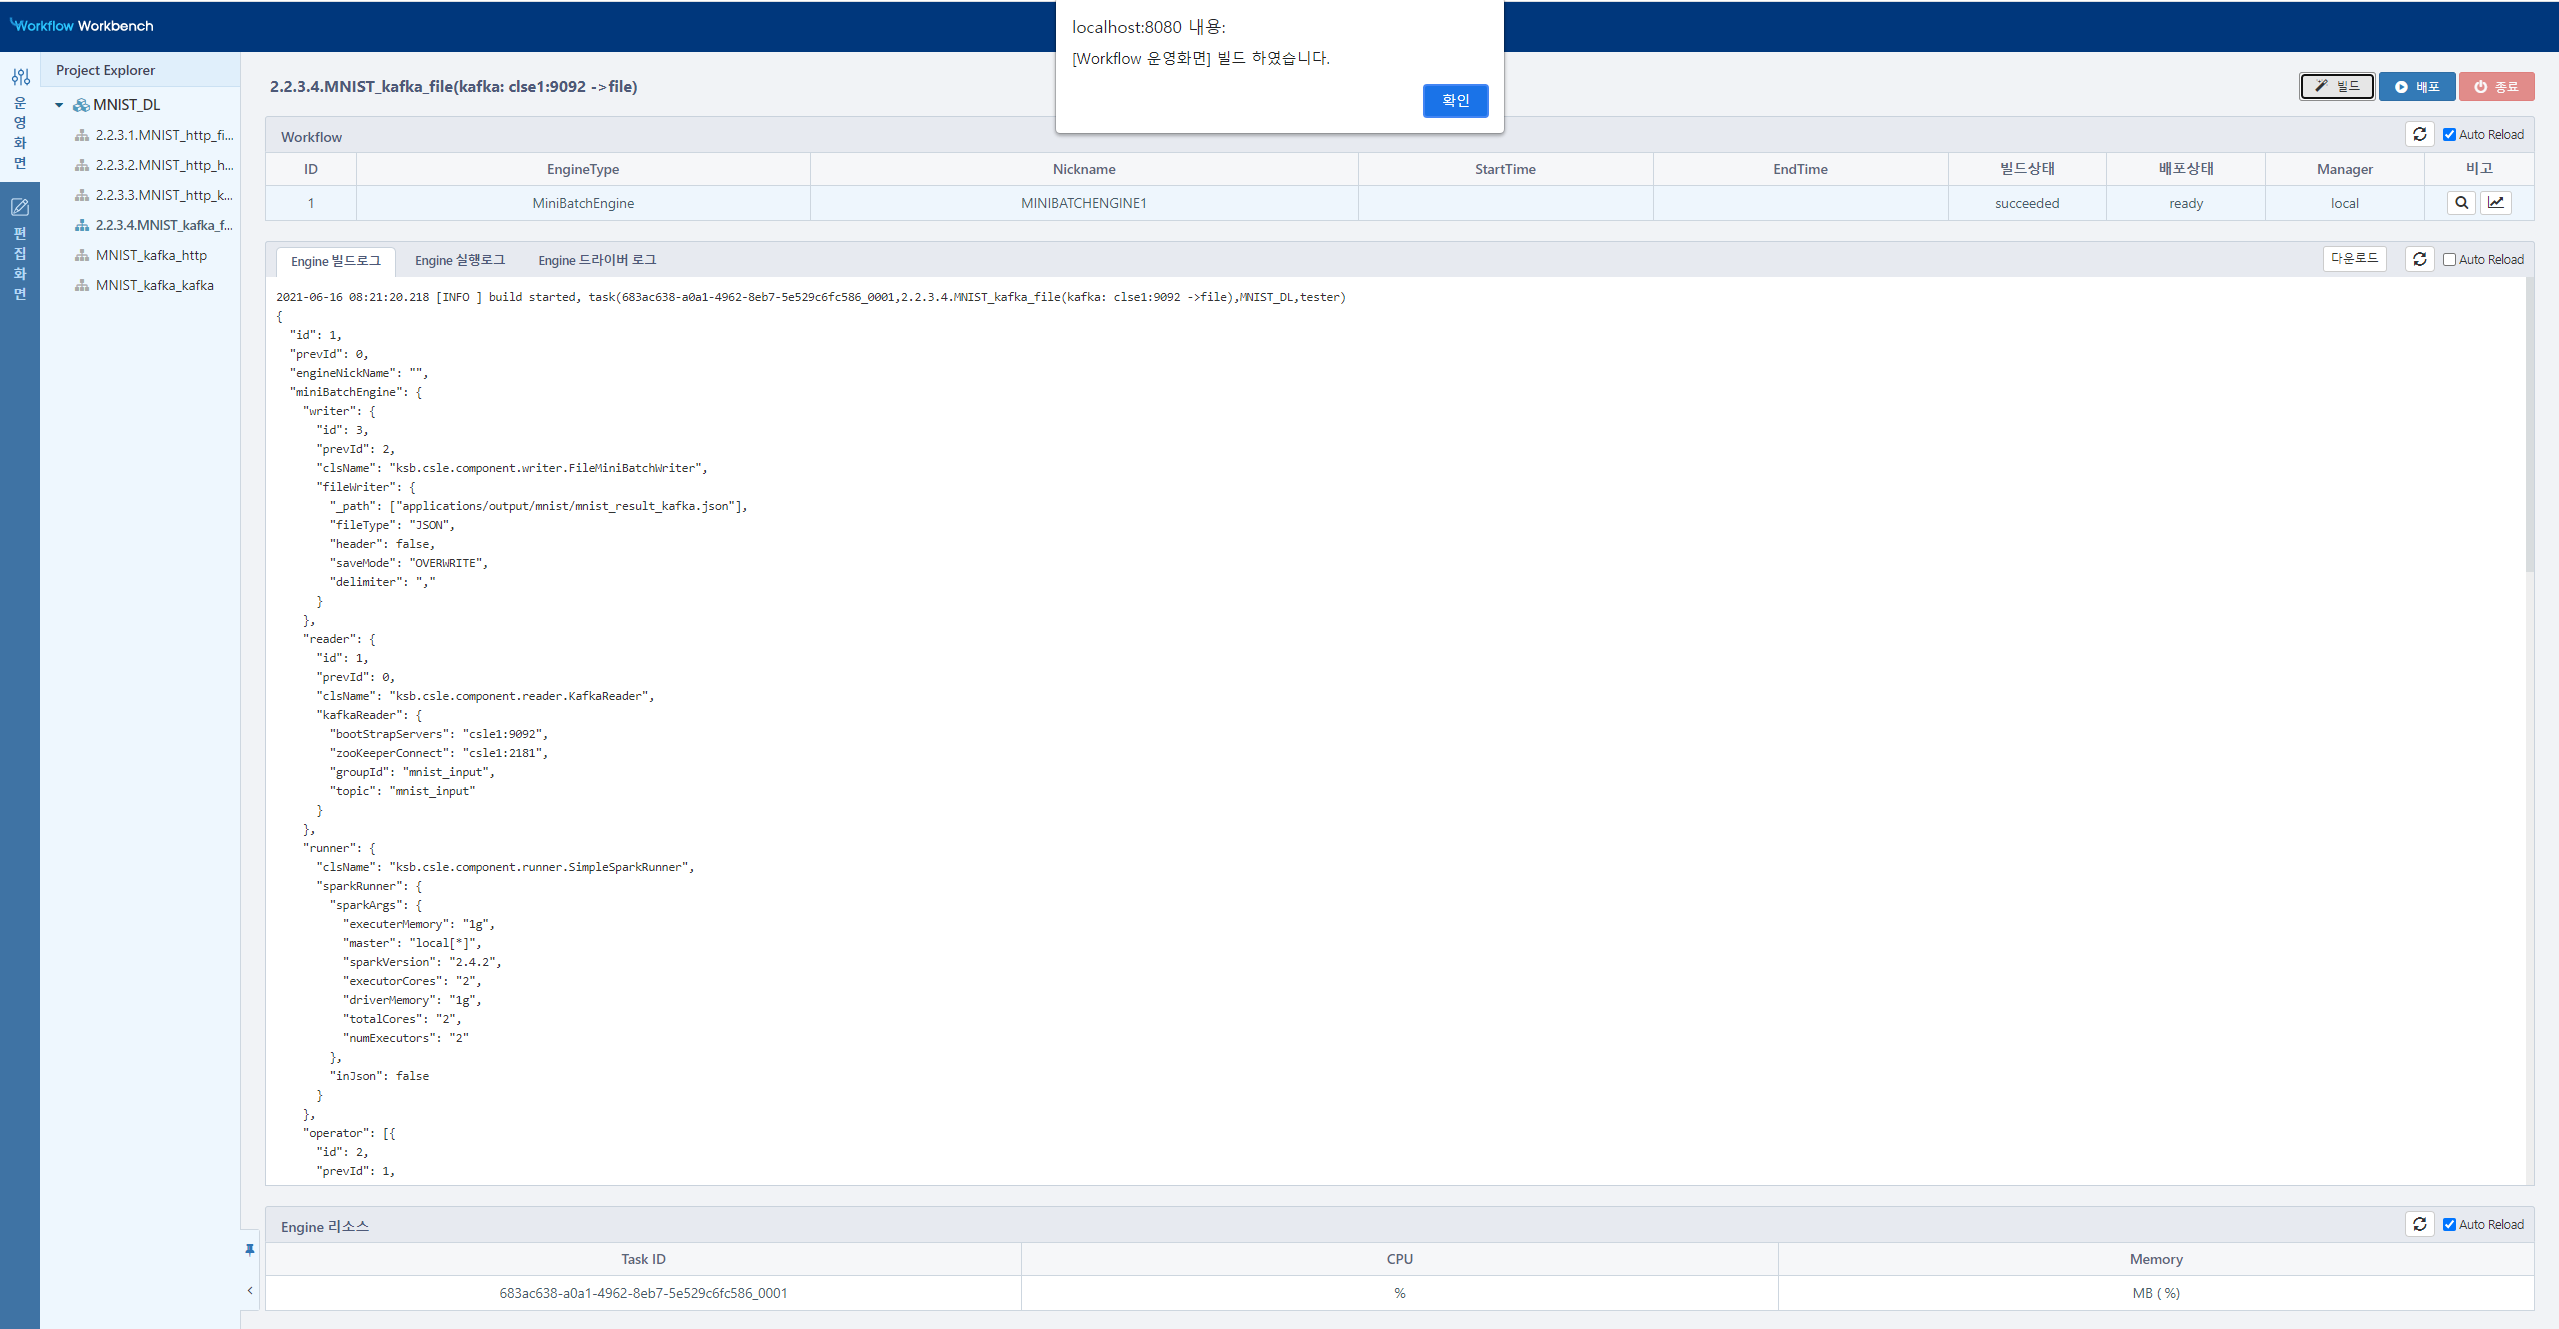 Workflow Workbench
localhost:8080 내용:
[Workflow 운영화면] 빌드 하였습니다.
확인
운영화면
편집화면
Project Explorer
MNIST_DL
2.2.3.1.MNIST_http_fi...
2.2.3.2.MNIST_http_h...
2.2.3.3.MNIST_http_k...
2.2.3.4.MNIST_kafka_f...
MNIST_kafka_http
MNIST_kafka_kafka
2.2.3.4.MNIST_kafka_file(kafka: clse1:9092 ->file)
빌드 배포 종료
Workflow Auto Reload
ID EngineType Nickname StartTime EndTime 빌드상태 배포상태 Manager 비고
1 MiniBatchEngine MINIBATCHENGINE1 succeeded ready local
Engine 빌드로그 Engine 실행로그 Engine 드라이버 로그 다운로드 Auto Reload
2021-06-16 08:21:20.218 [INFO ] build started, task(683ac638-a0a1-4962-8eb7-5e529c6fc586_0001,2.2.3.4.MNIST_kafka_file(kafka: clse1:9092 ->file),MNIST_DL,tester)
{
"id": 1,
"prevId": 0,
"engineNickName": "",
"miniBatchEngine": {
"writer": {
"id": 3,
"prevId": 2,
"clsName": "ksb.csle.component.writer.FileMiniBatchWriter",
"fileWriter": {
"_path": ["applications/output/mnist/mnist_result_kafka.json"],
"fileType": "JSON",
"header": false,
"saveMode": "OVERWRITE",
"delimiter": ","
}
},
"reader": {
"id": 1,
"prevId": 0,
"clsName": "ksb.csle.component.reader.KafkaReader",
"kafkaReader": {
"bootStrapServers": "csle1:9092",
"zooKeeperConnect": "csle1:2181",
"groupId": "mnist_input",
"topic": "mnist_input"
}
},
"runner": {
"clsName": "ksb.csle.component.runner.SimpleSparkRunner",
"sparkRunner": {
"sparkArgs": {
"executerMemory": "1g",
"master": "local[*]",
"sparkVersion": "2.4.2",
"executorCores": "2",
"driverMemory": "1g",
"totalCores": "2",
"numExecutors": "2"
},
"inJson": false
}
},
"operator": [{
"id": 2,
"prevId": 1,
Engine 리소스 Auto Reload
Task ID CPU Memory
683ac638-a0a1-4962-8eb7-5e529c6fc586_0001 % MB ( %)